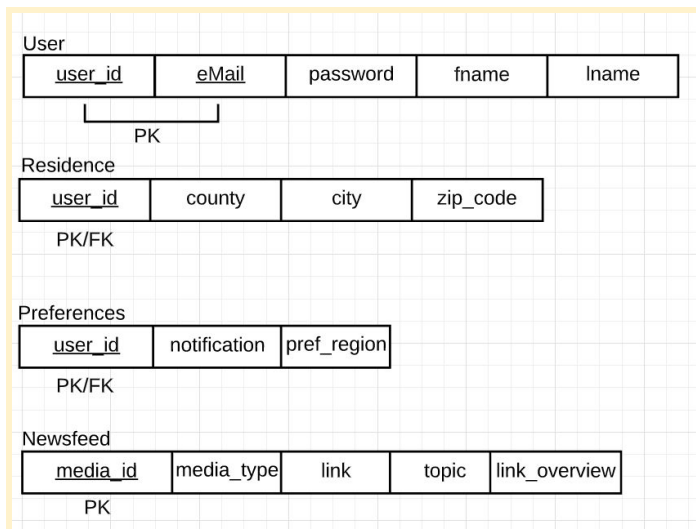 User
user_id eMail password fname lname
PK
Residence
user_id county city zip_code
PK/FK
Preferences
user_id notification pref_region
PK/FK
Newsfeed
media_id media_type link topic link_overview
PK